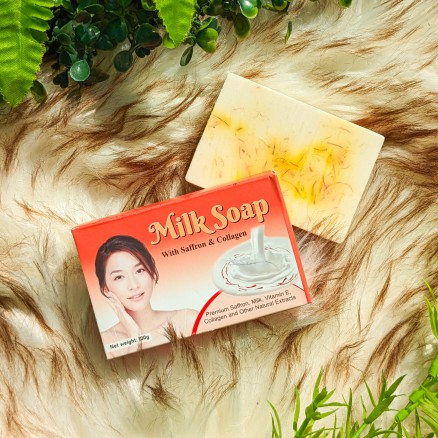 Milk Soap
With Saffron & Collagen
Premium Saffron, Milk, Vitamin E,
Collagen and Other Natural Extracts
Net weight: 100g